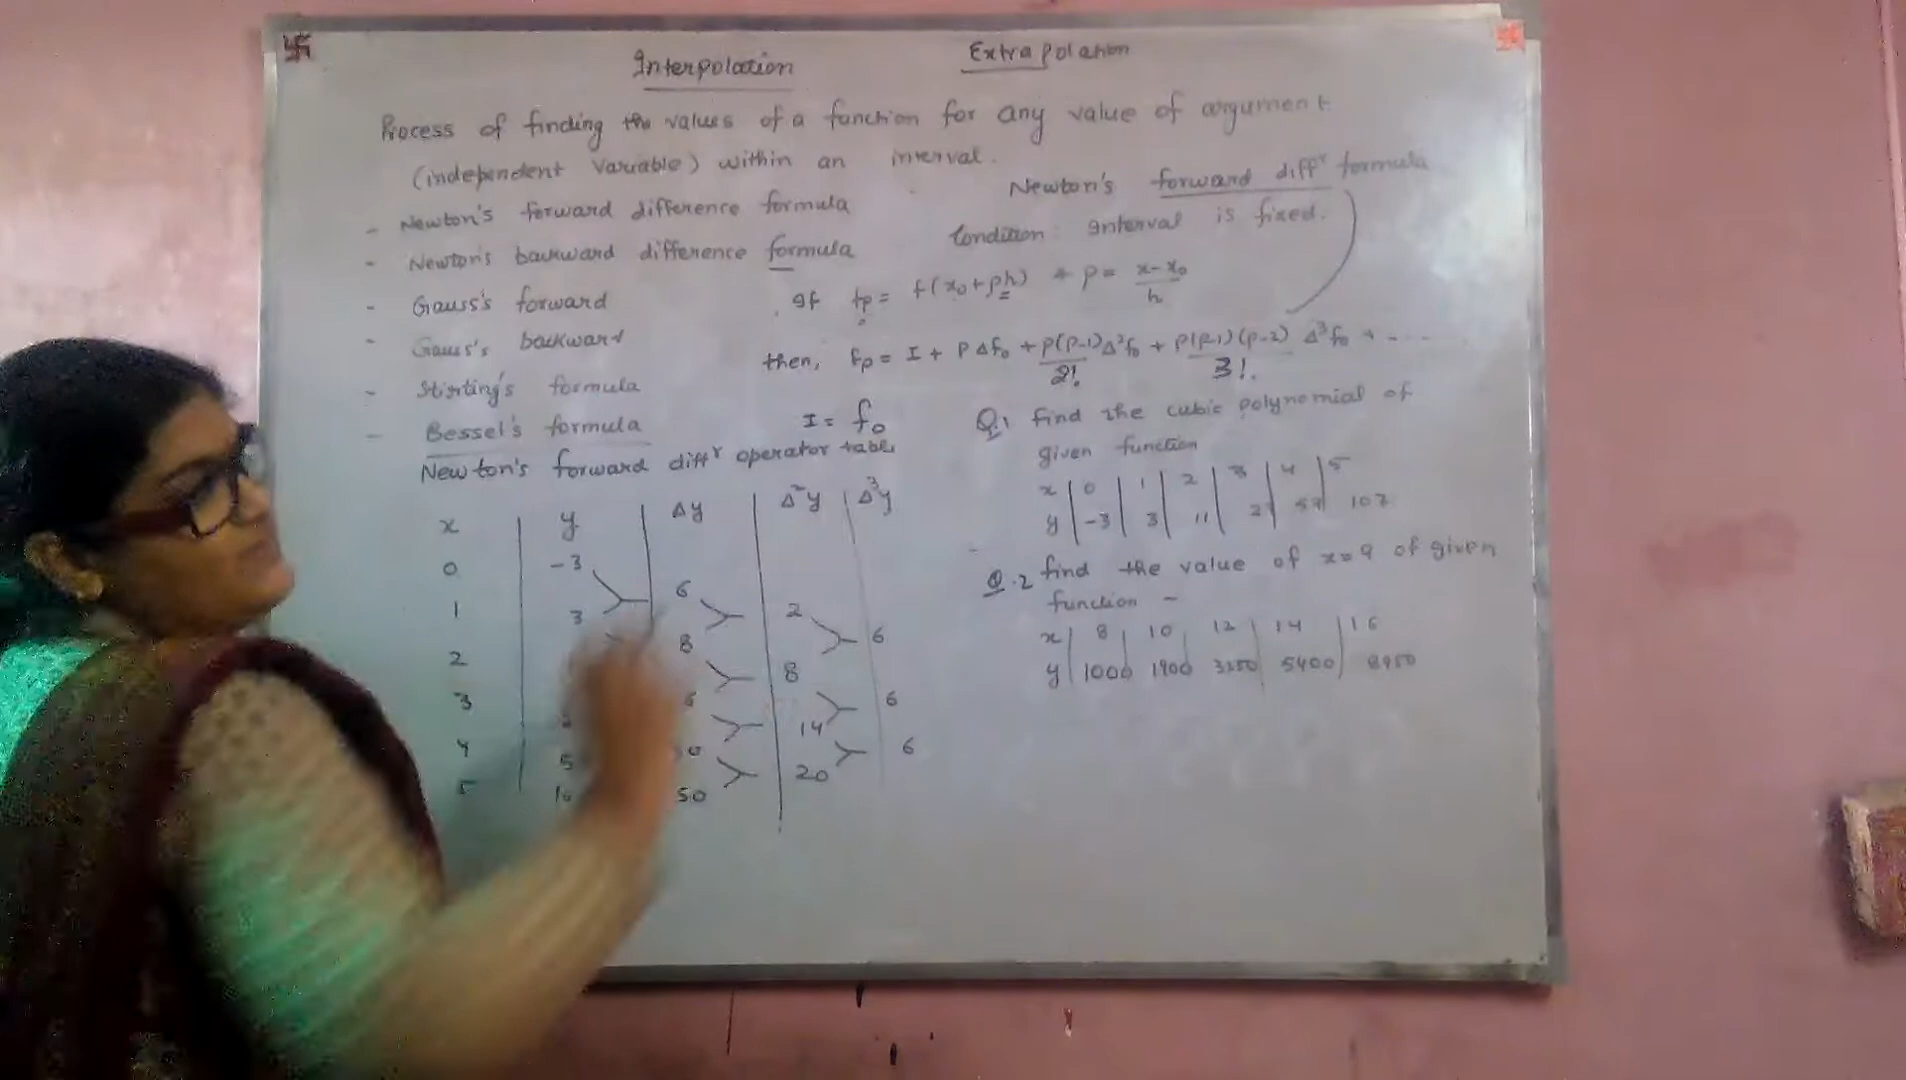 Interpolation
Extrapolation
Process of finding the values of a function for any value of argument
(independent variable) within an interval.
- Newton's forward difference formula
- Newton's backward difference formula
- Gauss's forward
- Gauss's backward
- Stirling's formula
- Bessel's formula
Newton's forward diffr formula
Condition: Interval is fixed.
If fp = f(x₀+ph) & p = x-x₀/h
then, fp = I + PΔf₀ + P(P-1)Δ²f₀/2! + P(P-1)(P-2) Δ³f₀/3! + -----
I = f₀
Newton's forward diffr operator table
x y Δy Δ²y Δ³y
0 -3
6
1 3 2
8 6
2 8
6
3 14
6
4 20
50
5
Q.1 find the cubic polynomial of
given function
x | 0 | 1 | 2 | 3 | 4 | 5
y | -3 | 3 | 11 | 27 | 57 | 107
Q.2 find the value of x=9 of given
function -
x | 8 | 10 | 12 | 14 | 16
y | 1000 | 1900 | 3250 | 5400 | 8950